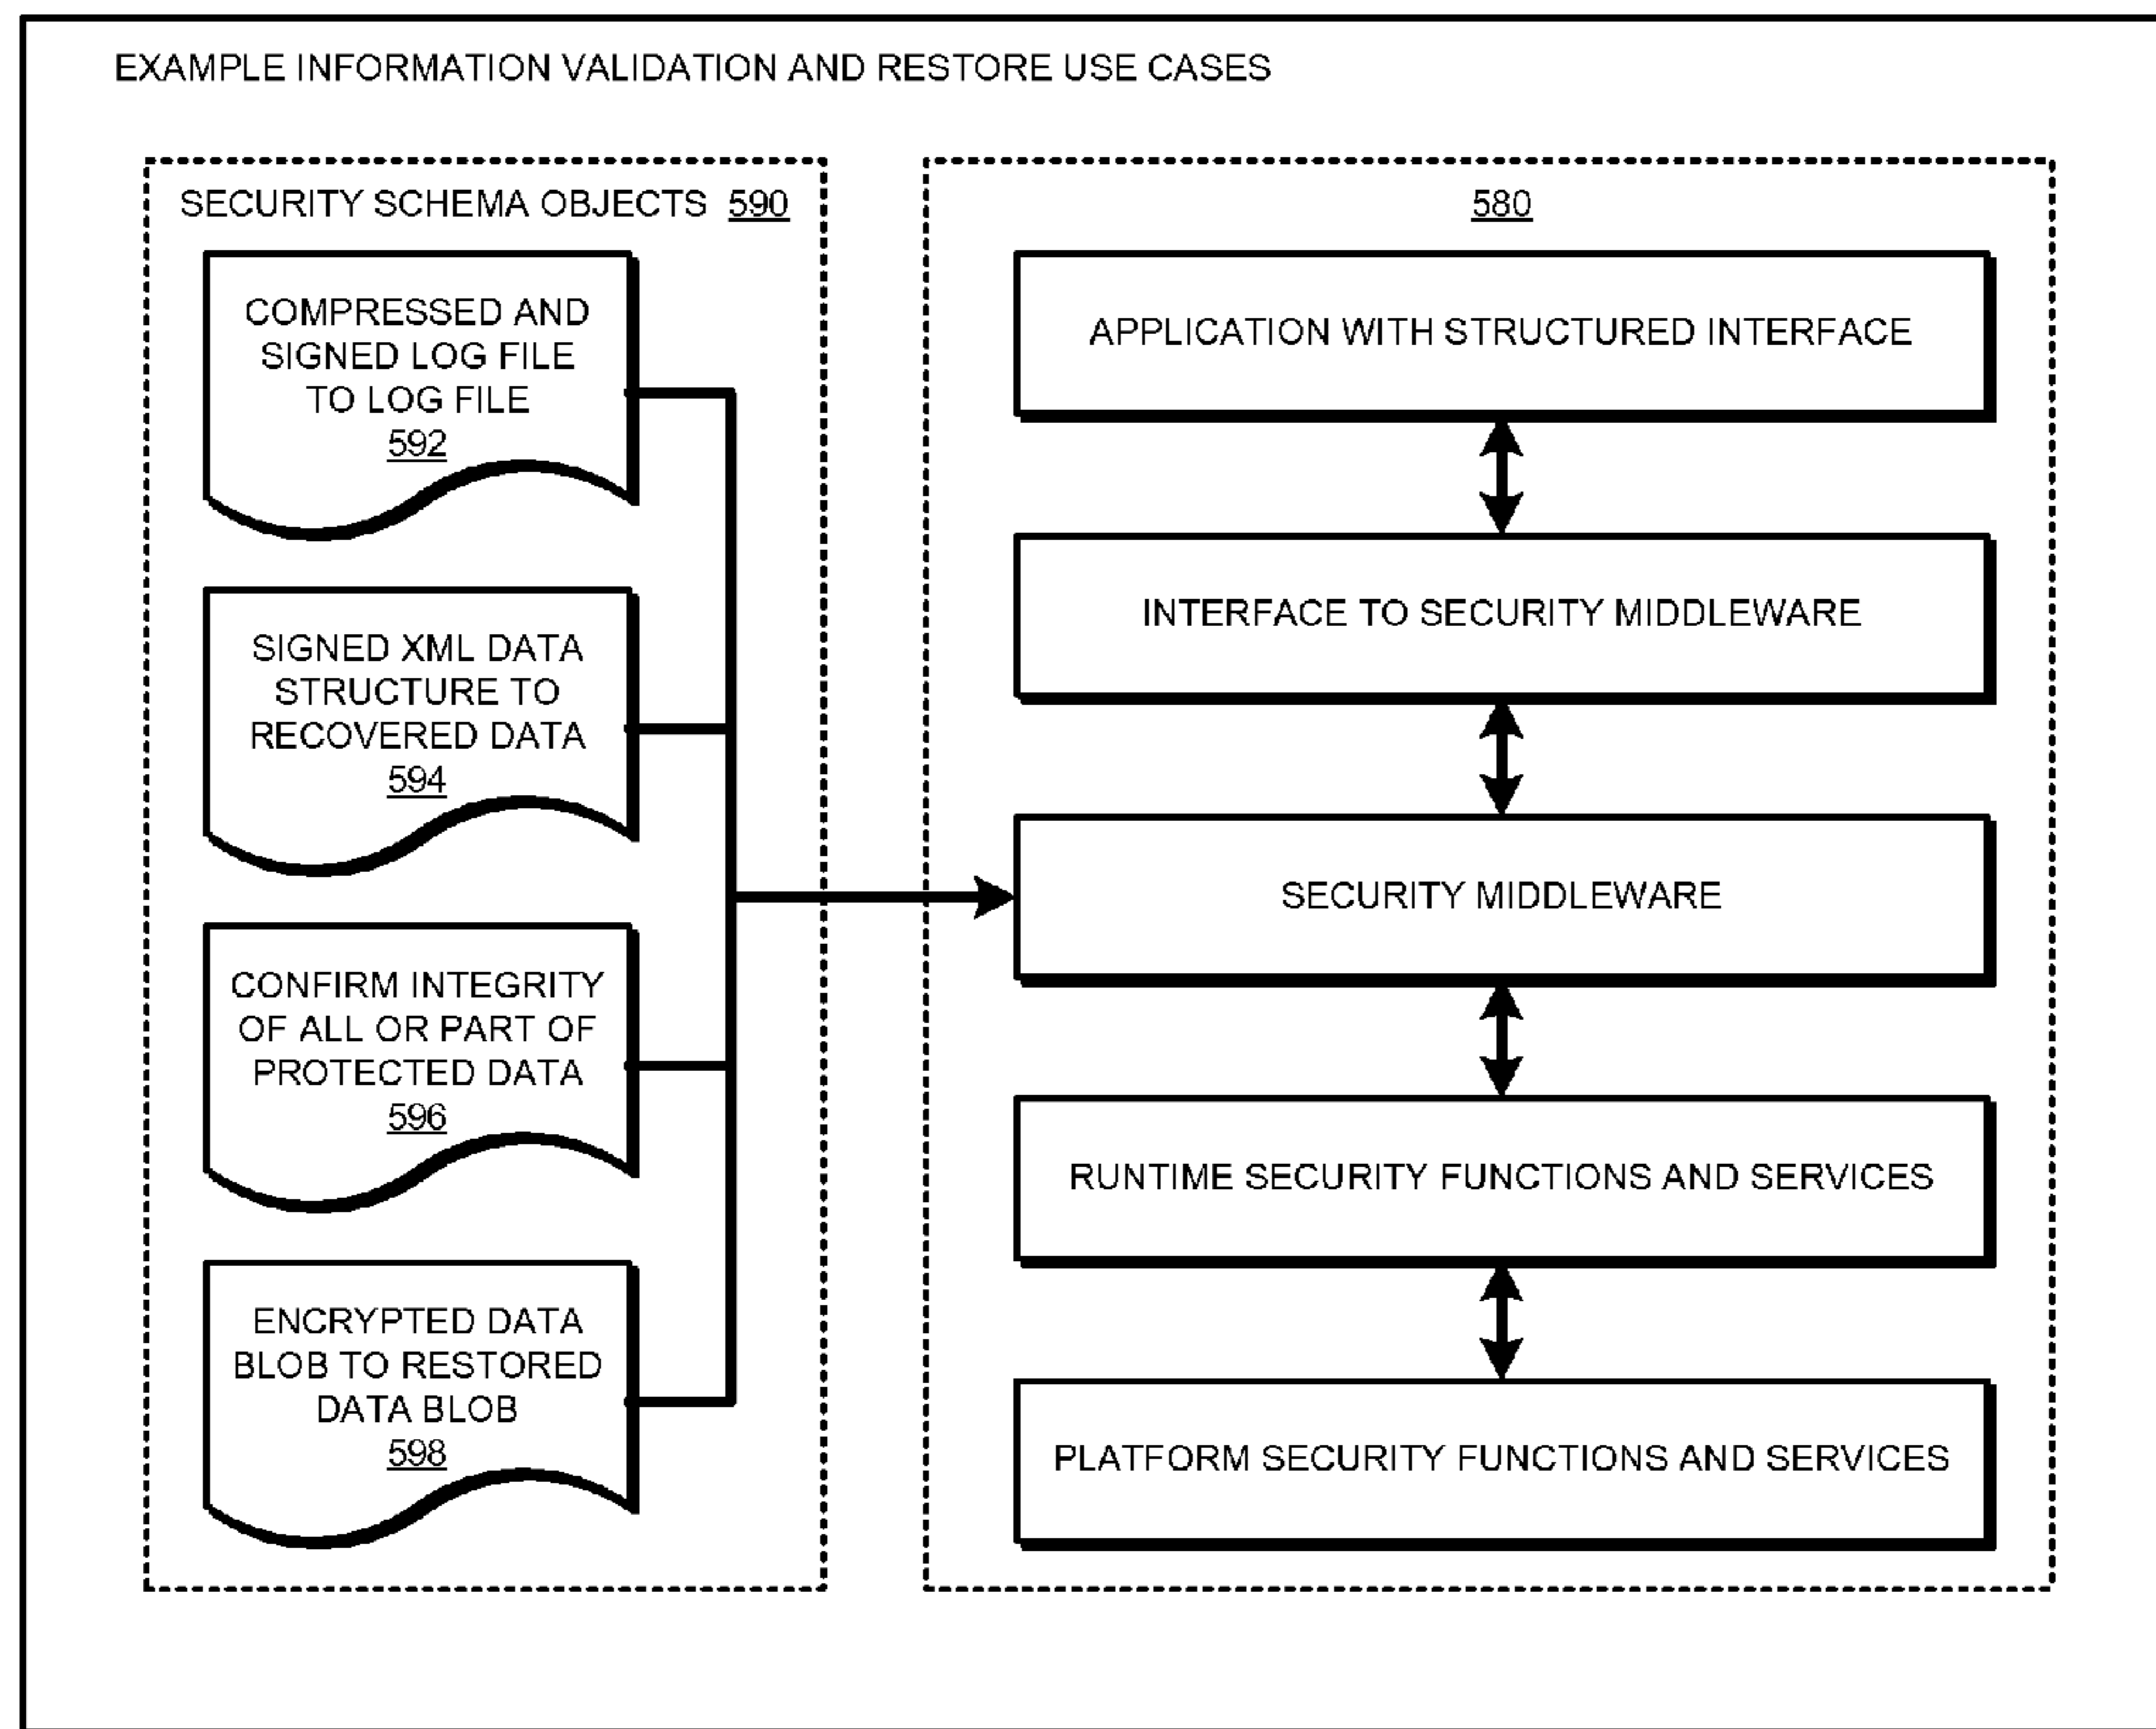 EXAMPLE INFORMATION VALIDATION AND RESTORE USE CASES
SECURITY SCHEMA OBJECTS 590
COMPRESSED AND
SIGNED LOG FILE
TO LOG FILE
592
SIGNED XML DATA
STRUCTURE TO
RECOVERED DATA
594
CONFIRM INTEGRITY
OF ALL OR PART OF
PROTECTED DATA
596
ENCRYPTED DATA
BLOB TO RESTORED
DATA BLOB
598
580
APPLICATION WITH STRUCTURED INTERFACE
INTERFACE TO SECURITY MIDDLEWARE
SECURITY MIDDLEWARE
RUNTIME SECURITY FUNCTIONS AND SERVICES
PLATFORM SECURITY FUNCTIONS AND SERVICES